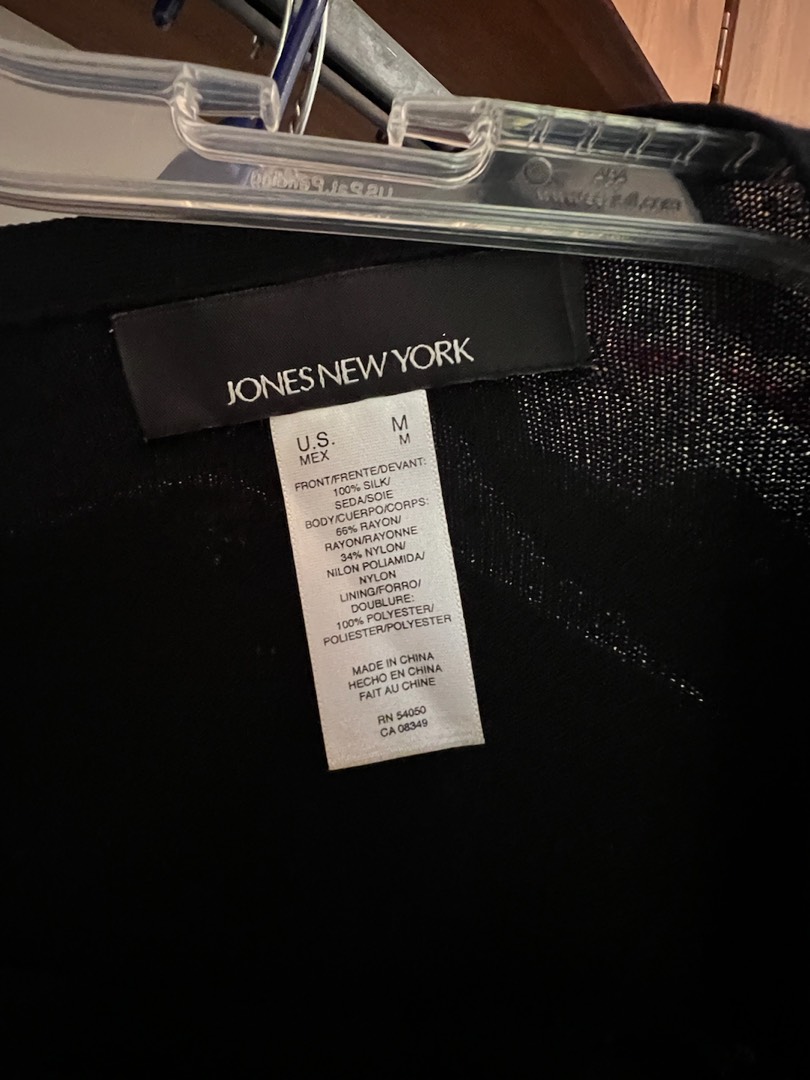 JONES NEW YORK
U.S. M
MEX M
FRONT/FRENTE/DEVANT:
100% SILK/
SEDA/SOIE
BODY/CUERPO/CORPS:
66% RAYON/
RAYON/RAYONNE
34% NYLON/
NILON POLIAMIDA/
NYLON
LINING/FORRO/
DOUBLURE:
100% POLYESTER/
POLIESTER/POLYESTER
MADE IN CHINA
HECHO EN CHINA
FAIT AU CHINE
RN 54050
CA 08349